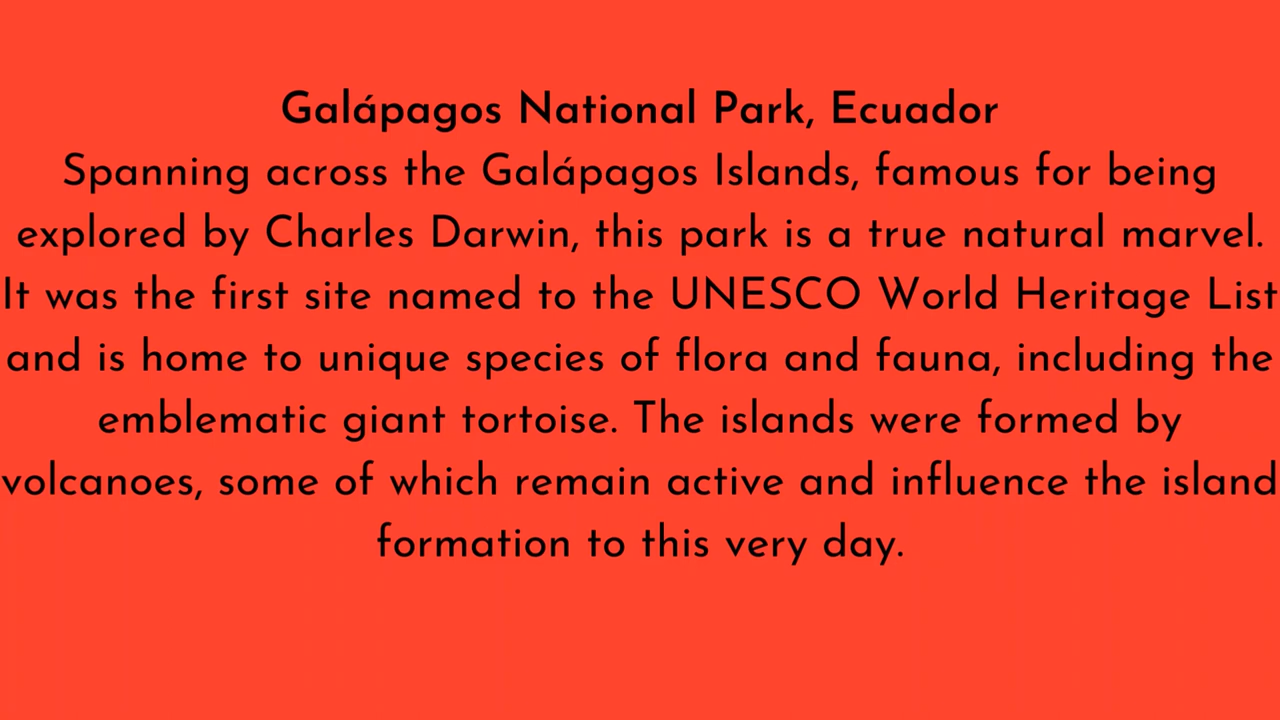 Galápagos National Park, Ecuador
Spanning across the Galápagos Islands, famous for being
explored by Charles Darwin, this park is a true natural marvel.
It was the first site named to the UNESCO World Heritage List
and is home to unique species of flora and fauna, including the
emblematic giant tortoise. The islands were formed by
volcanoes, some of which remain active and influence the island
formation to this very day.